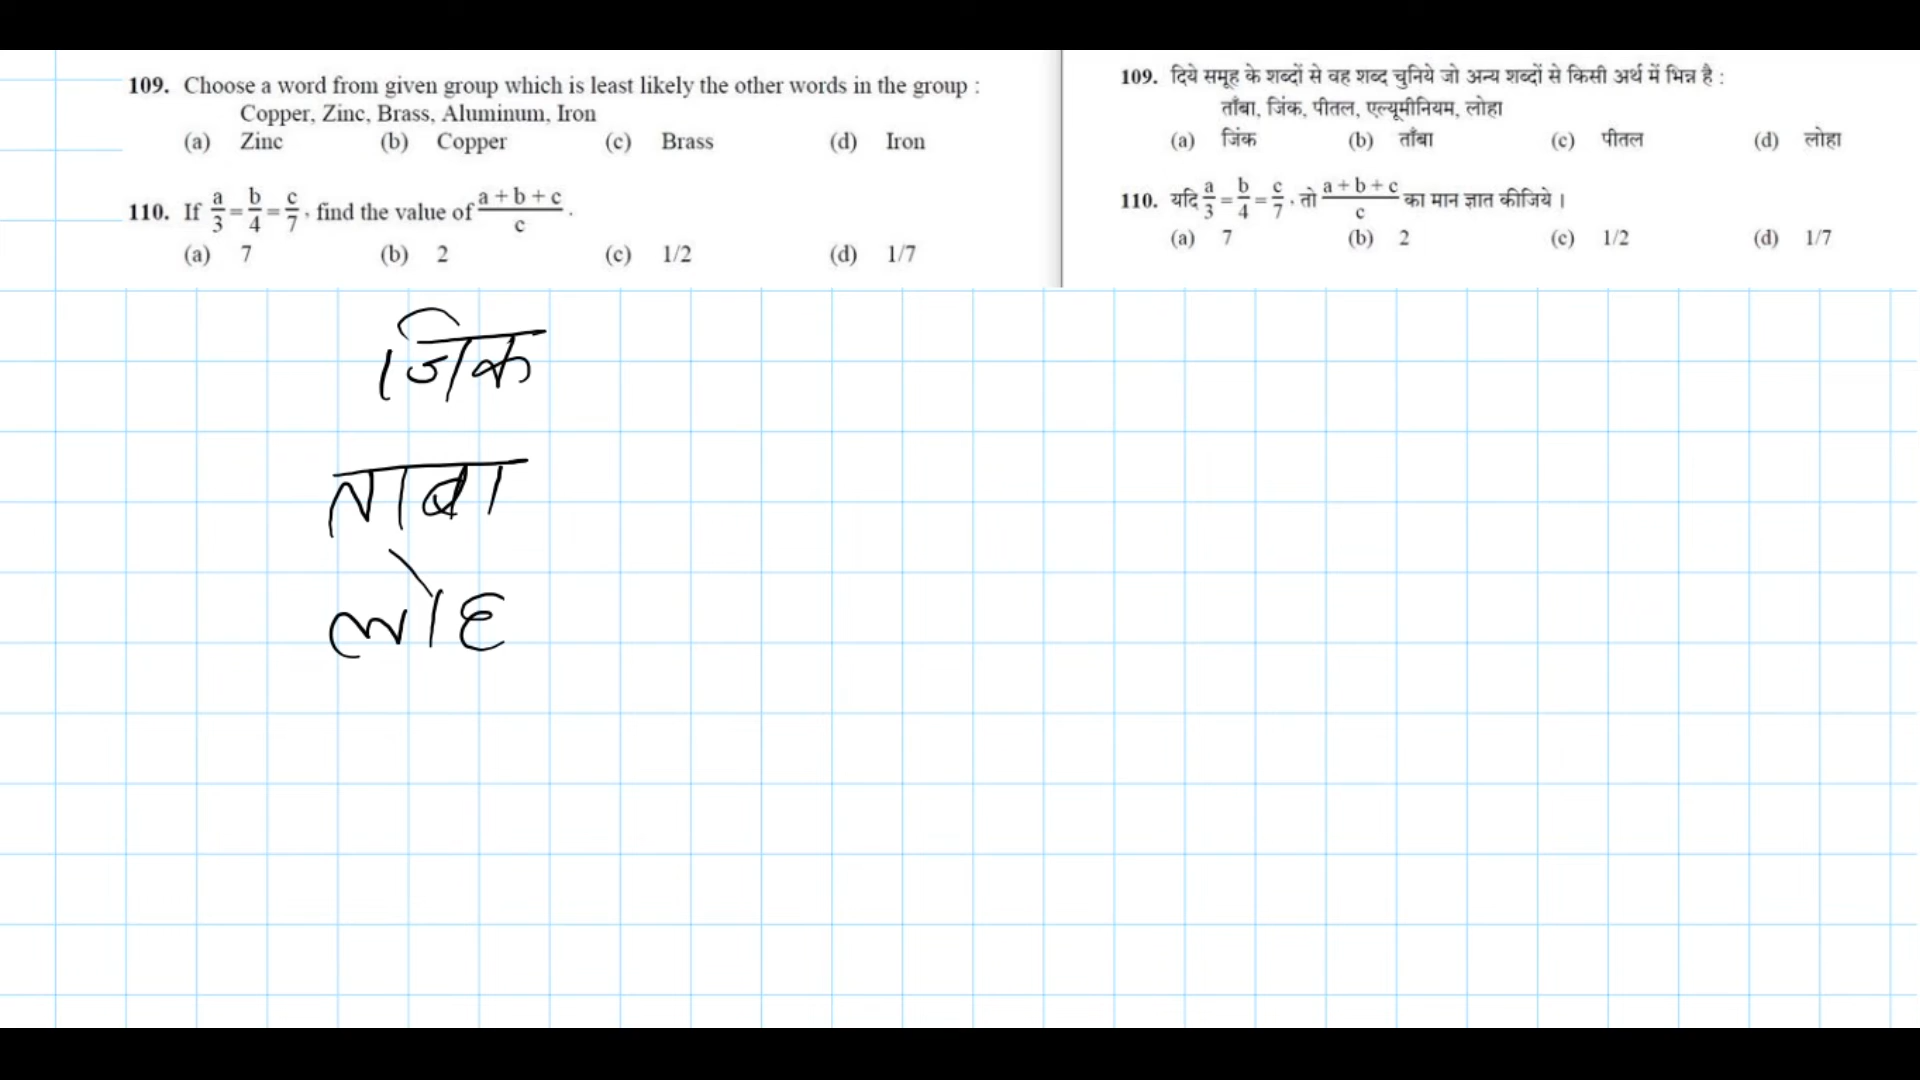 109. Choose a word from given group which is least likely the other words in the group :
Copper, Zinc, Brass, Aluminum, Iron
(a) Zinc (b) Copper (c) Brass (d) Iron
110. If a/3 = b/4 = c/7, find the value of (a + b + c)/c .
(a) 7 (b) 2 (c) 1/2 (d) 1/7
109. दिये समूह के शब्दों से वह शब्द चुनिये जो अन्य शब्दों से किसी अर्थ में भिन्न है :
ताँबा, जिंक, पीतल, एल्यूमीनियम, लोहा
(a) जिंक (b) ताँबा (c) पीतल (d) लोहा
110. यदि a/3 = b/4 = c/7, तो (a + b + c)/c का मान ज्ञात कीजिये ।
(a) 7 (b) 2 (c) 1/2 (d) 1/7
जिक
ताबा
लोह